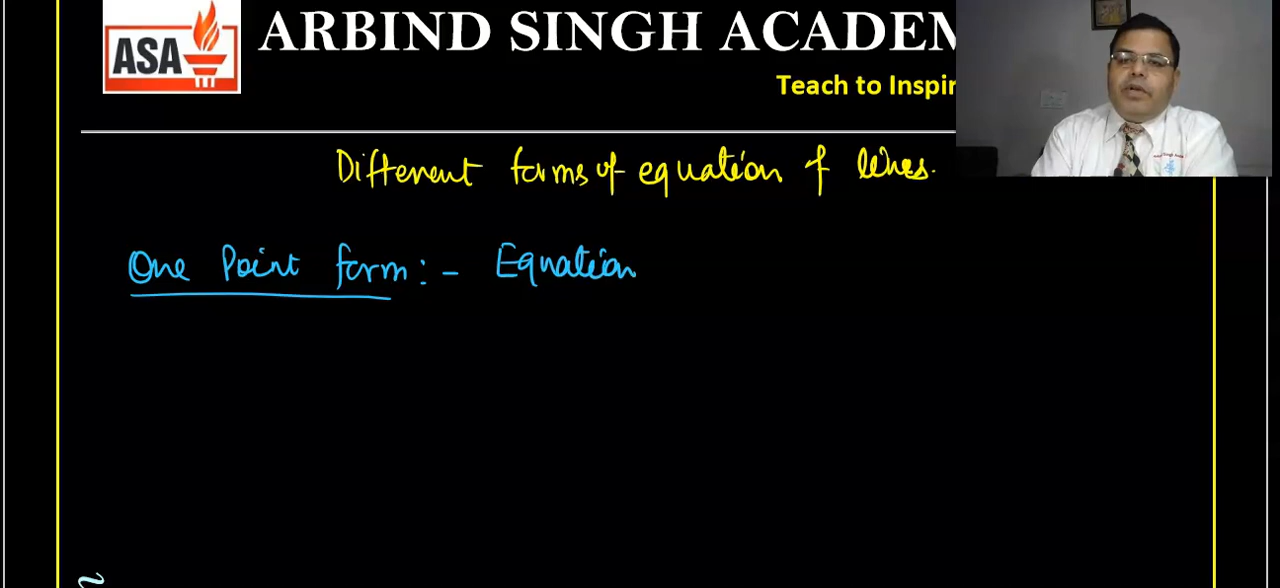 ASA
ARBIND SINGH ACADEM
Teach to Inspir
Different forms of equation of lines.
One Point form:- Equation